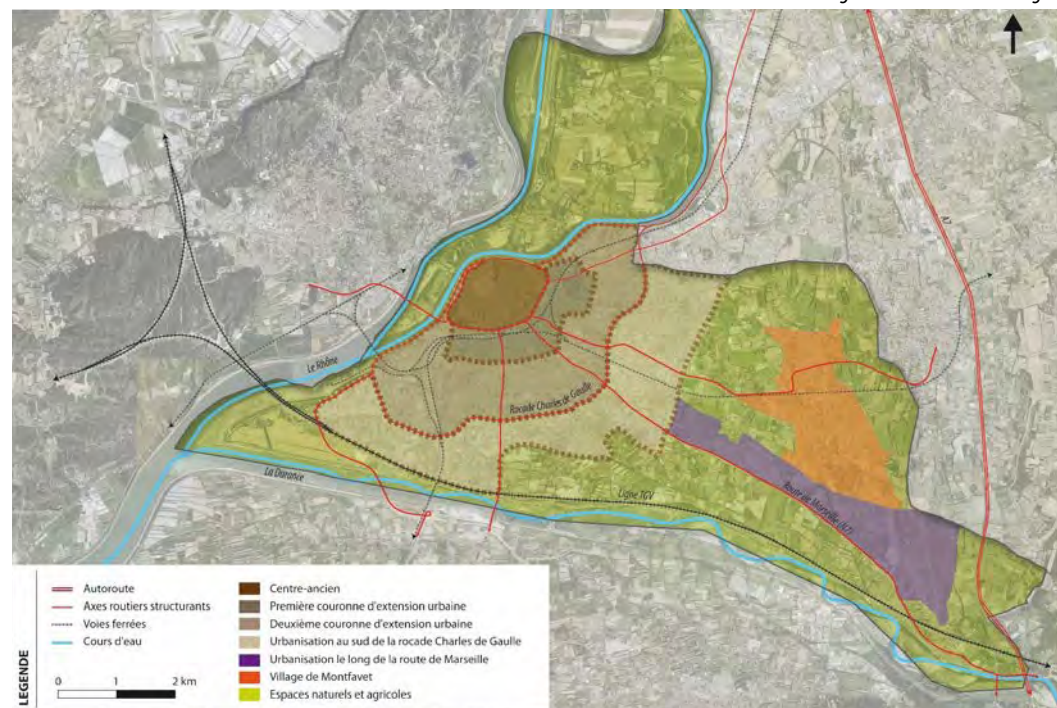 A7
Le Rhône
Rocade Charles de Gaulle
La Durance
Ligne TGV
Route de Marseille (N7)
LEGENDE
Autoroute
Axes routiers structurants
Voies ferrées
Cours d'eau
0 1 2 km
Centre-ancien
Première couronne d'extension urbaine
Deuxième couronne d'extension urbaine
Urbanisation au sud de la rocade Charles de Gaulle
Urbanisation le long de la route de Marseille
Village de Montfavet
Espaces naturels et agricoles